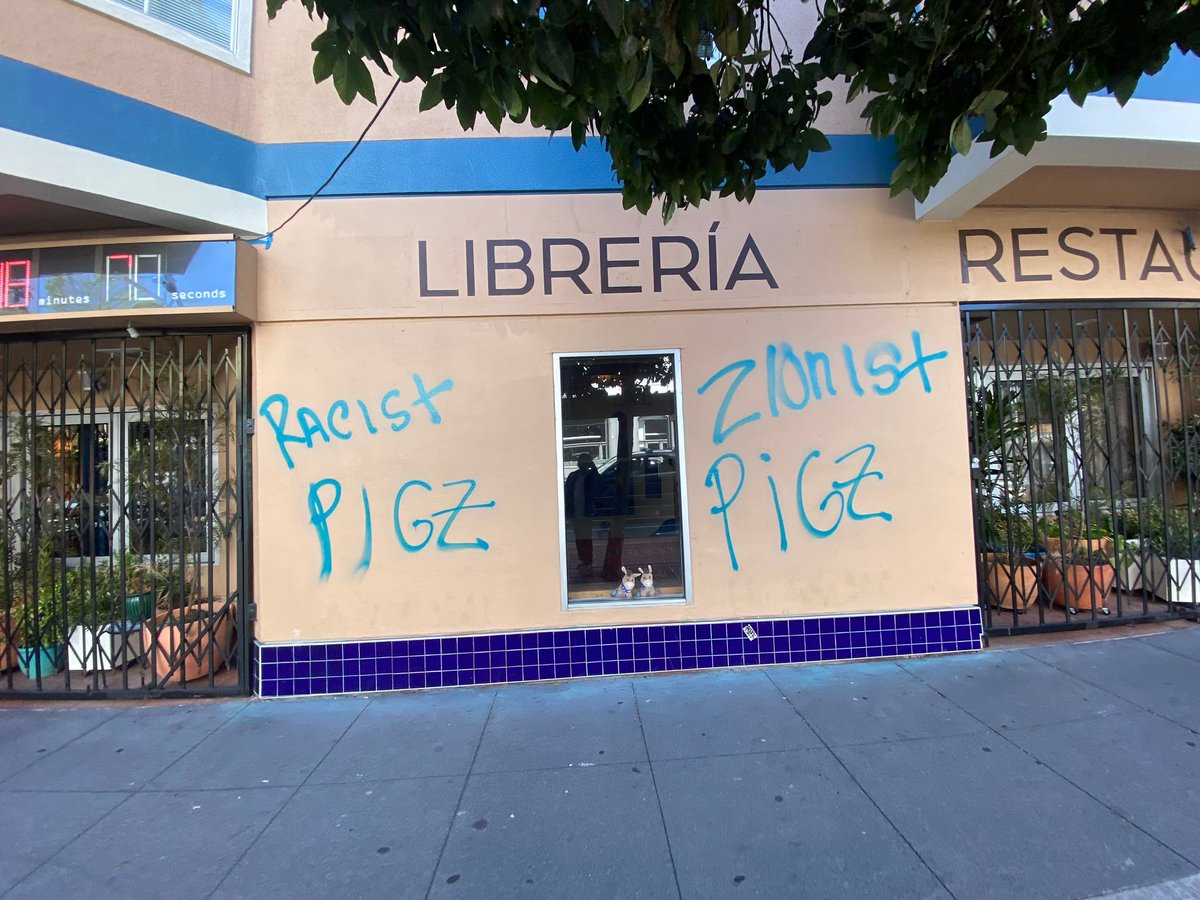 LIBRERÍA
RESTAU
minutes
seconds
RACIST
PIGZ
ZIONIST
PiGZ